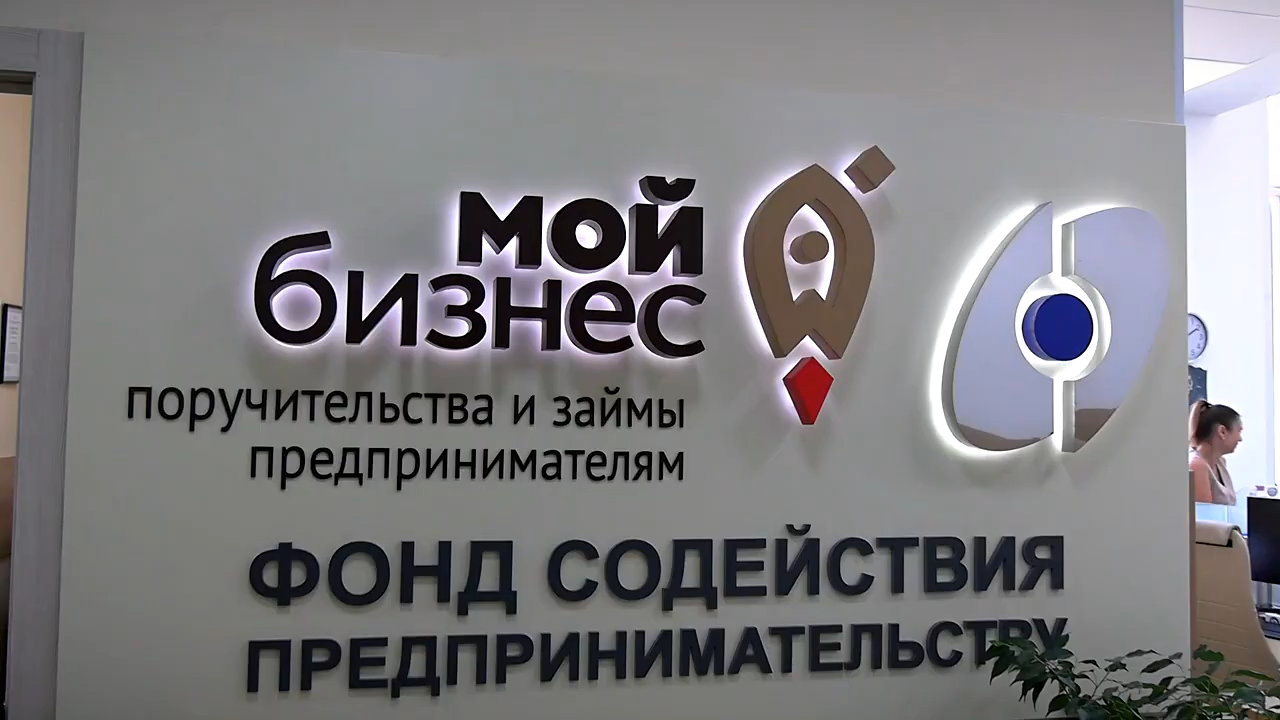 мой
бизнес
поручительства и займы
предпринимателям
ФОНД СОДЕЙСТВИЯ
ПРЕДПРИНИМАТЕЛЬСТВУ